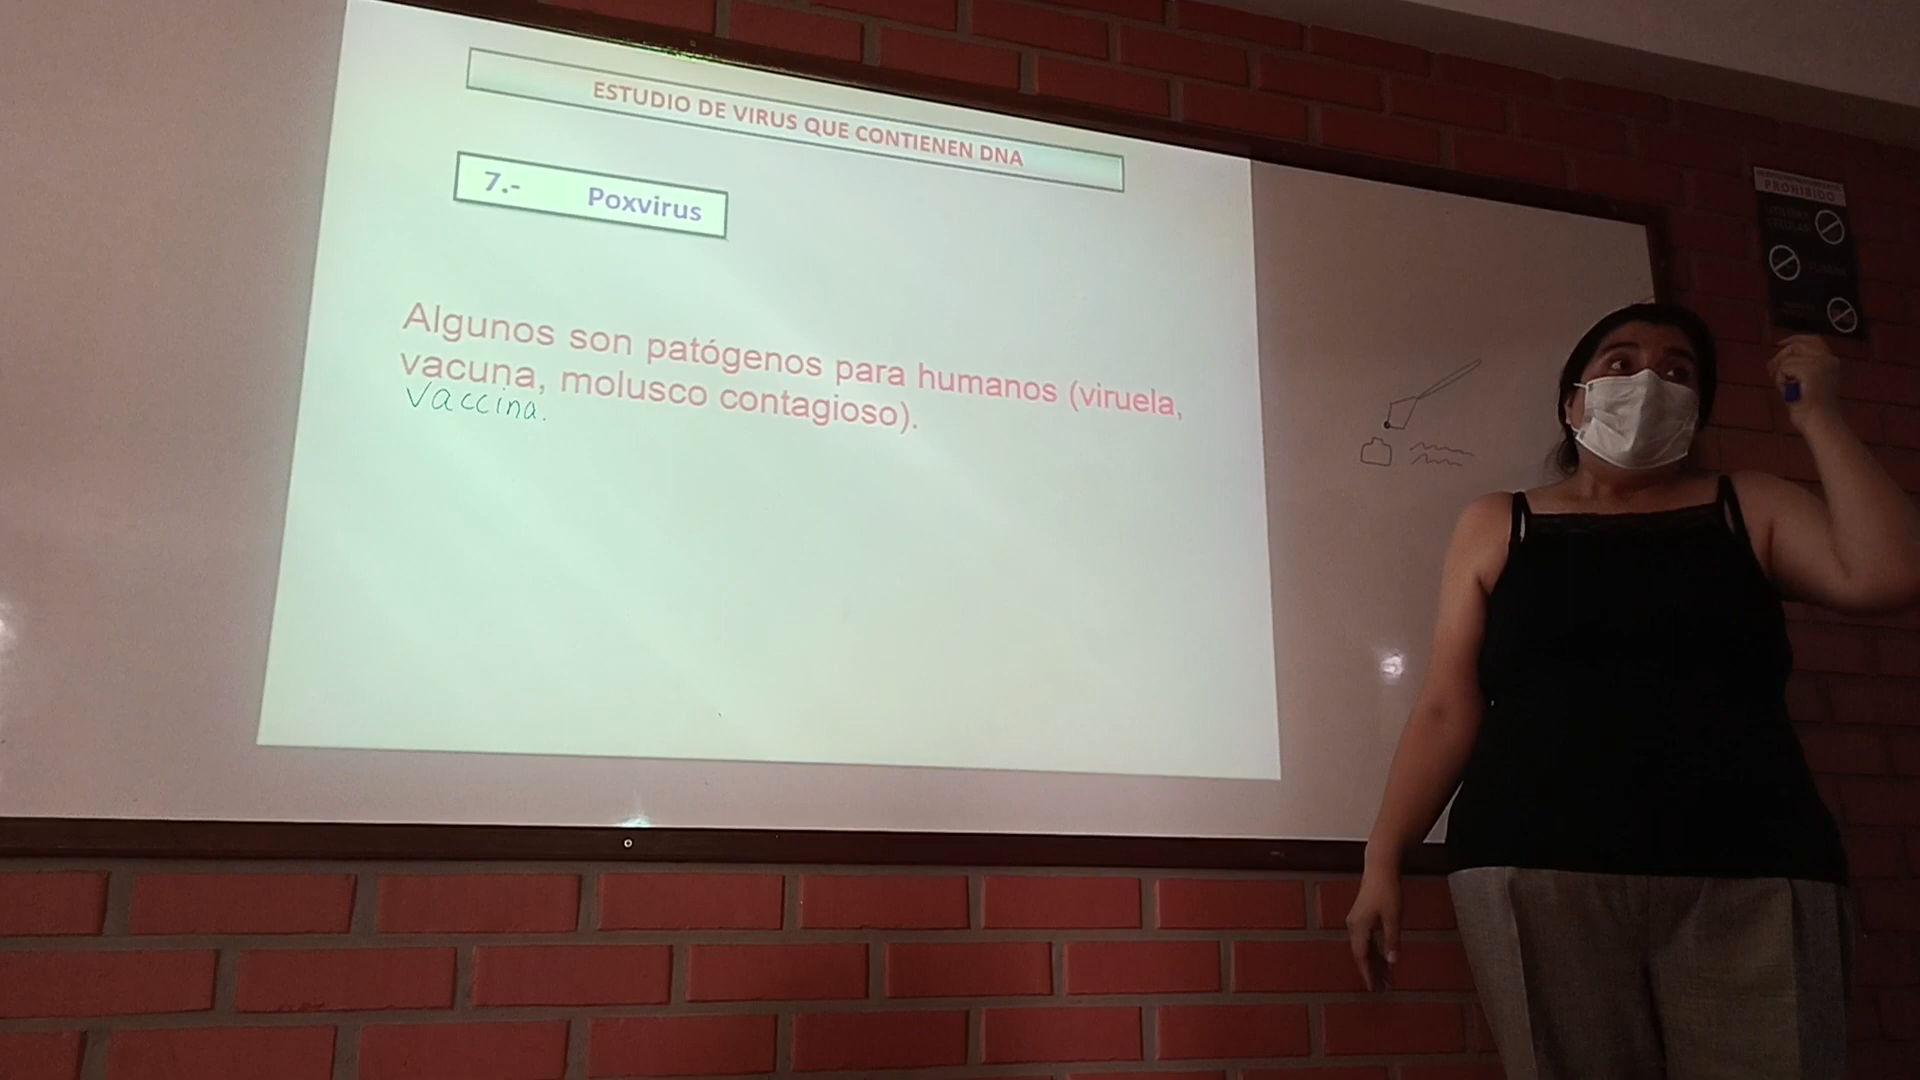 ESTUDIO DE VIRUS QUE CONTIENEN DNA
7.- Poxvirus
Algunos son patógenos para humanos (viruela,
vacuna, molusco contagioso).
Vaccina.
PROHIBIDO